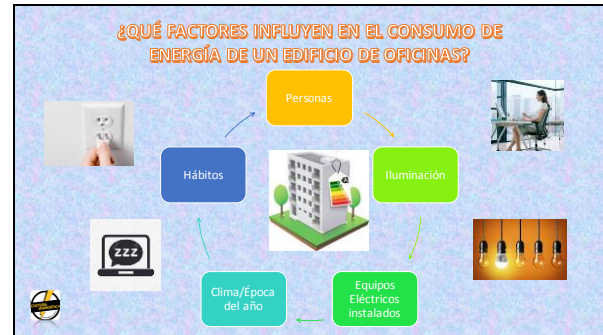 ¿QUÉ FACTORES INFLUYEN EN EL CONSUMO DE
ENERGÍA DE UN EDIFICIO DE OFICINAS?
Personas
Iluminación
Equipos
Eléctricos
instalados
Clima/Época
del año
Hábitos
zzz